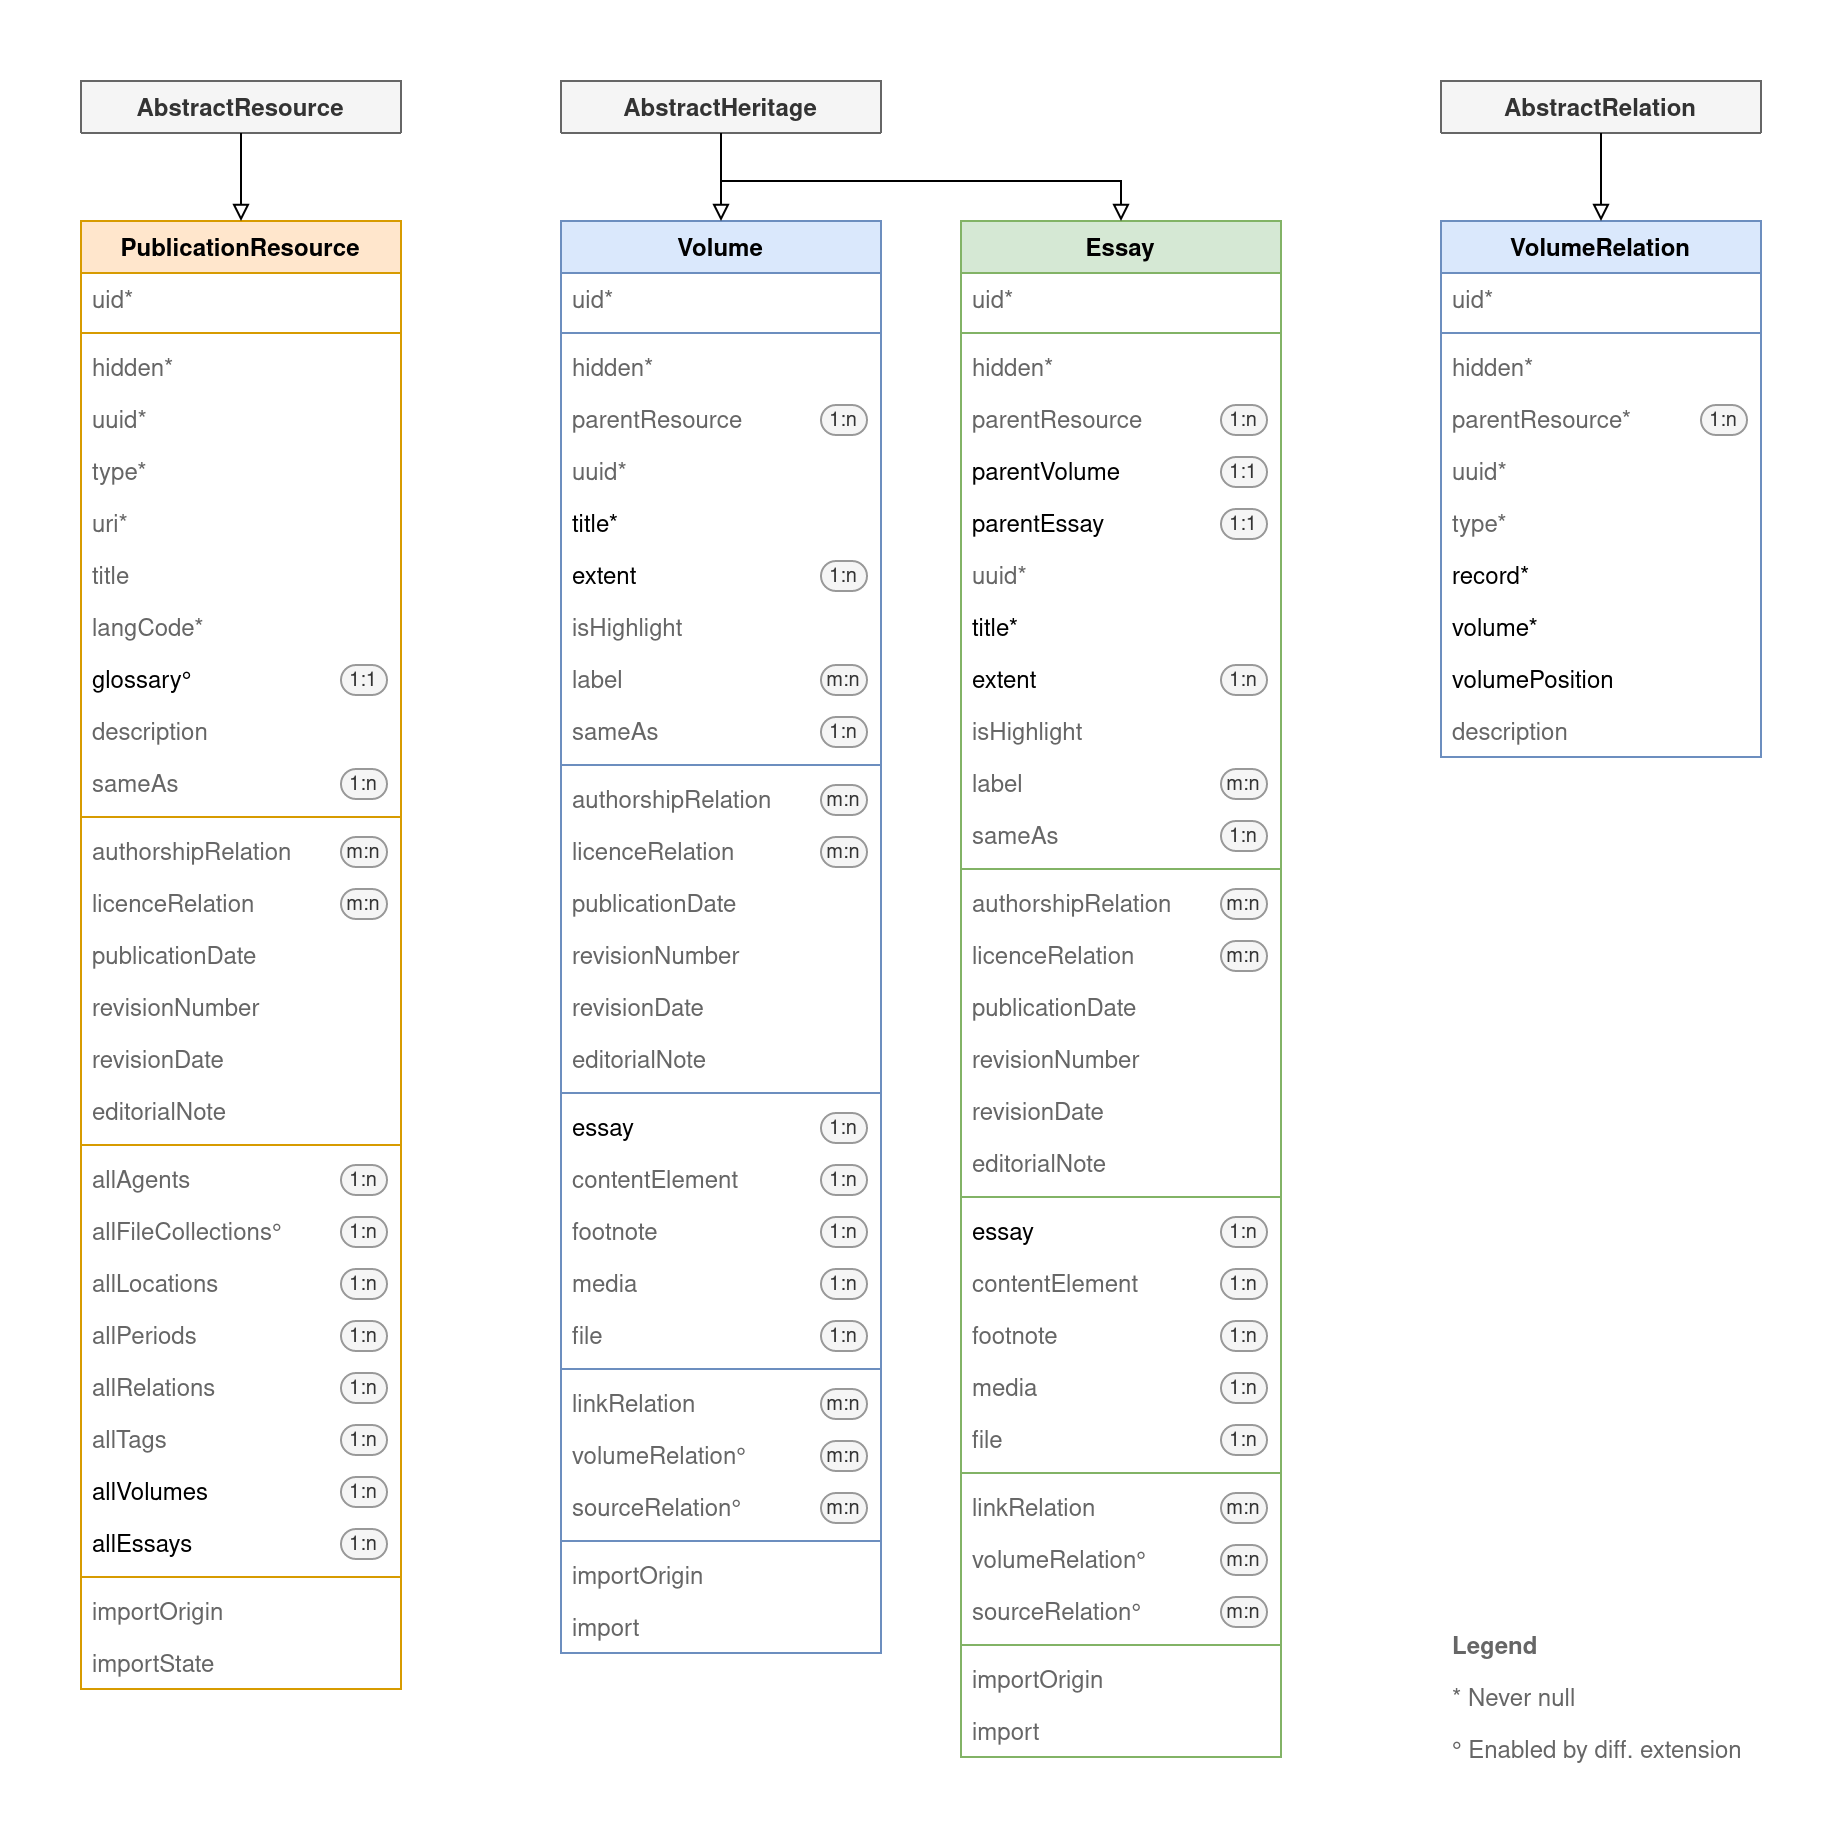 AbstractResource
PublicationResource
uid*
hidden*
uuid*
type*
uri*
title
langCode*
glossary° 1:1
description
sameAs 1:n
authorshipRelation m:n
licenceRelation m:n
publicationDate
revisionNumber
revisionDate
editorialNote
allAgents 1:n
allFileCollections° 1:n
allLocations 1:n
allPeriods 1:n
allRelations 1:n
allTags 1:n
allVolumes 1:n
allEssays 1:n
importOrigin
importState
AbstractHeritage
Volume
uid*
hidden*
parentResource 1:n
uuid*
title*
extent 1:n
isHighlight
label m:n
sameAs 1:n
authorshipRelation m:n
licenceRelation m:n
publicationDate
revisionNumber
revisionDate
editorialNote
essay 1:n
contentElement 1:n
footnote 1:n
media 1:n
file 1:n
linkRelation m:n
volumeRelation° m:n
sourceRelation° m:n
importOrigin
import
Essay
uid*
hidden*
parentResource 1:n
parentVolume 1:1
parentEssay 1:1
uuid*
title*
extent 1:n
isHighlight
label m:n
sameAs 1:n
authorshipRelation m:n
licenceRelation m:n
publicationDate
revisionNumber
revisionDate
editorialNote
essay 1:n
contentElement 1:n
footnote 1:n
media 1:n
file 1:n
linkRelation m:n
volumeRelation° m:n
sourceRelation° m:n
importOrigin
import
AbstractRelation
VolumeRelation
uid*
hidden*
parentResource* 1:n
uuid*
type*
record*
volume*
volumePosition
description
Legend
* Never null
° Enabled by diff. extension